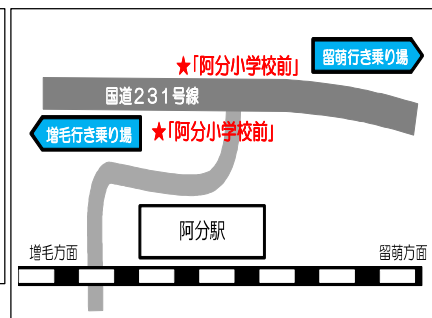 ★「阿分小学校前」
留萌行き乗り場
国道231号線
増毛行き乗り場
★「阿分小学校前」
阿分駅
増毛方面
留萌方面